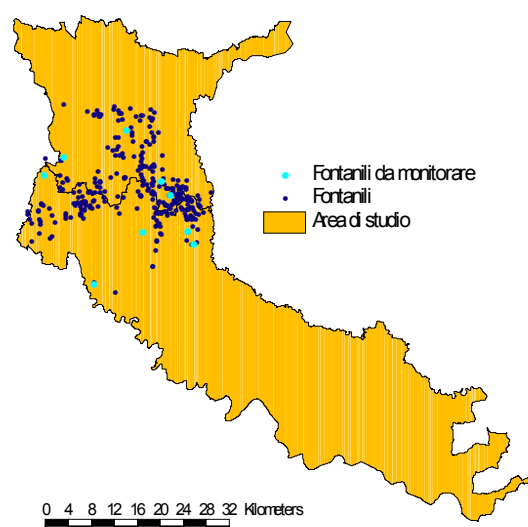 Fontanili da monitorare
Fontanili
Area di studio
0 4 8 12 16 20 24 28 32 Kilometers